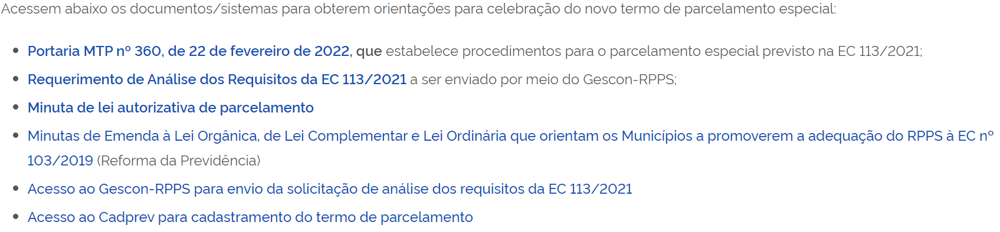 Acessem abaixo os documentos/sistemas para obterem orientações para celebração do novo termo de parcelamento especial:
Portaria MTP nº 360, de 22 de fevereiro de 2022, que estabelece procedimentos para o parcelamento especial previsto na EC 113/2021;
Requerimento de Análise dos Requisitos da EC 113/2021 a ser enviado por meio do Gescon-RPPS;
Minuta de lei autorizativa de parcelamento
Minutas de Emenda à Lei Orgânica, de Lei Complementar e Lei Ordinária que orientam os Municípios a promoverem a adequação do RPPS à EC nº
103/2019 (Reforma da Previdência)
Acesso ao Gescon-RPPS para envio da solicitação de análise dos requisitos da EC 113/2021
Acesso ao Cadprev para cadastramento do termo de parcelamento